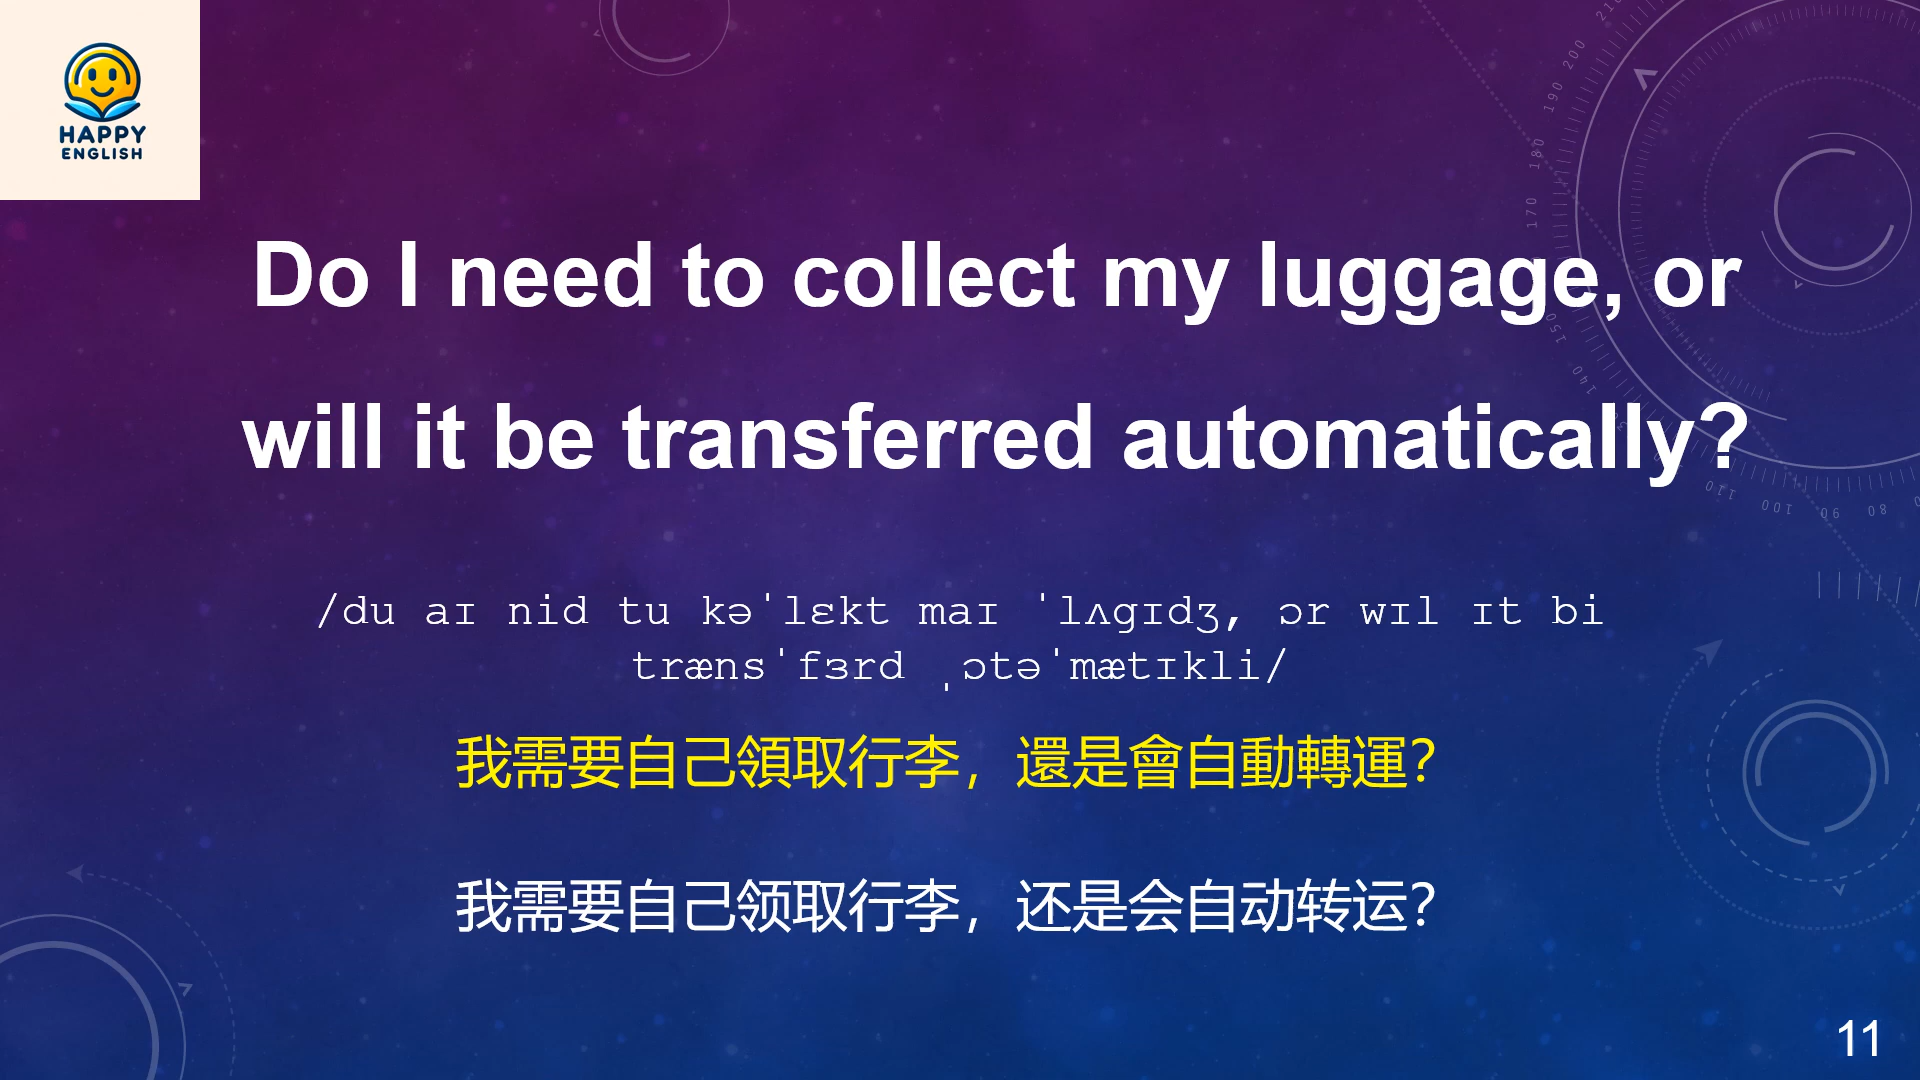 HAPPY
ENGLISH
Do I need to collect my luggage, or
will it be transferred automatically?
/du aɪ nid tu kəˈlɛkt maɪ ˈlʌgɪdʒ, ɔr wɪl ɪt bi
trænsˈfɜrd ˌɔtəˈmætɪkli/
我需要自己領取行李，還是會自動轉運？
我需要自己领取行李，还是会自动转运？
11